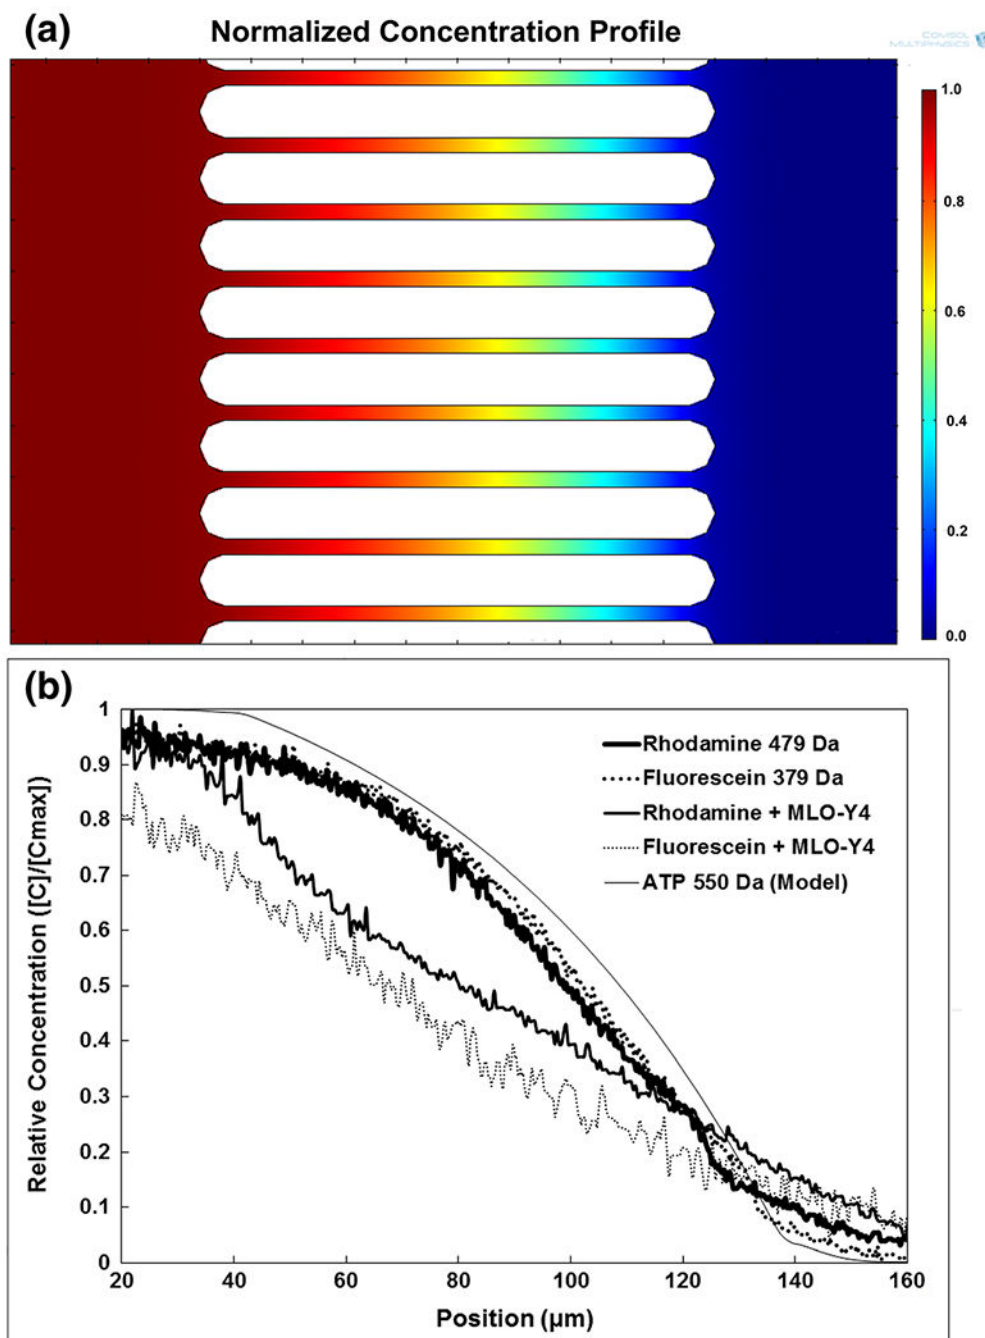 (a)
Normalized Concentration Profile
COMSOL
MULTIPHYSICS
1.0
0.8
0.6
0.4
0.2
0.0
(b)
1
0.9
0.8
0.7
0.6
0.5
0.4
0.3
0.2
0.1
0
Relative Concentration ([C]/[Cmax])
Rhodamine 479 Da
Fluorescein 379 Da
Rhodamine + MLO-Y4
Fluorescein + MLO-Y4
ATP 550 Da (Model)
20 40 60 80 100 120 140 160
Position (µm)